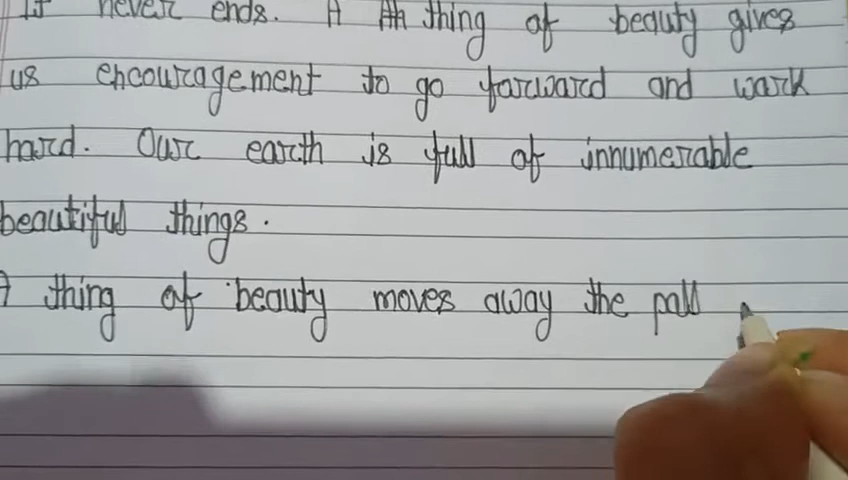 It never ends. A thing of beauty gives
us encouragement to go forward and work
hard. Our earth is full of innumerable
beautiful things.
A thing of beauty moves away the pall